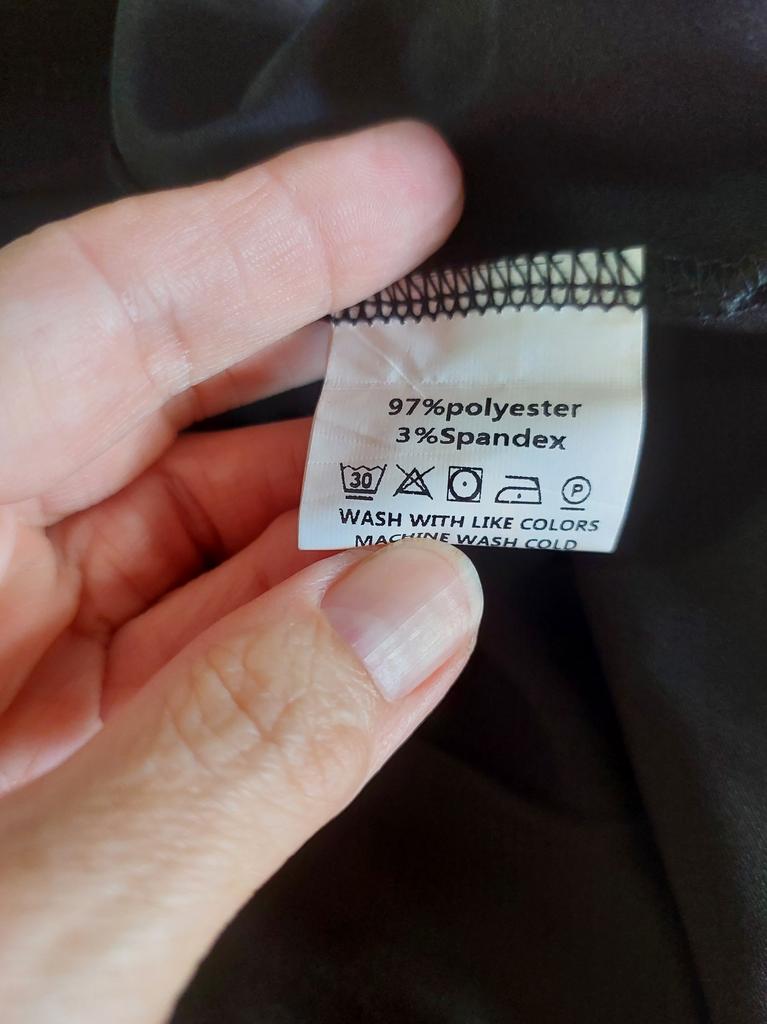 97%polyester
3%Spandex
30 P
WASH WITH LIKE COLORS
MACHINE WASH COLD